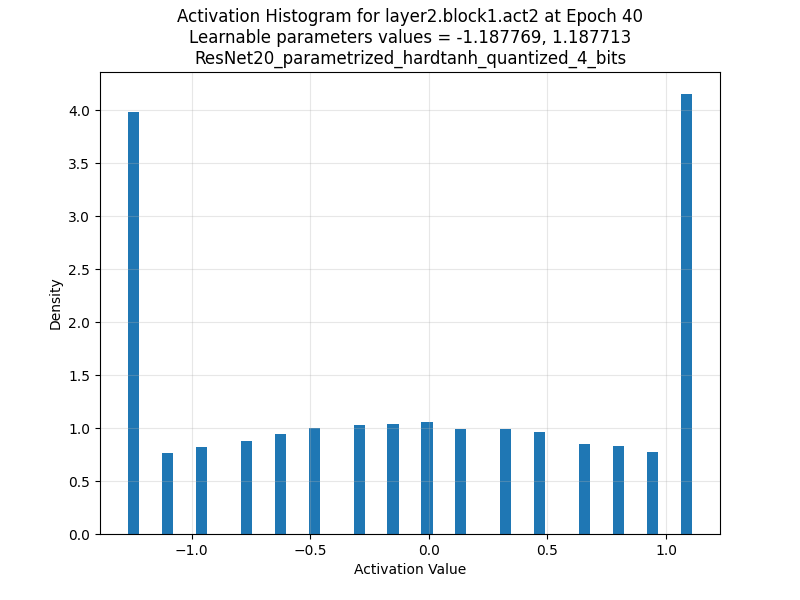 Activation Histogram for layer2.block1.act2 at Epoch 40
Learnable parameters values = -1.187769, 1.187713
ResNet20_parametrized_hardtanh_quantized_4_bits
Density
4.0
3.5
3.0
2.5
2.0
1.5
1.0
0.5
0.0
−1.0 −0.5 0.0 0.5 1.0
Activation Value